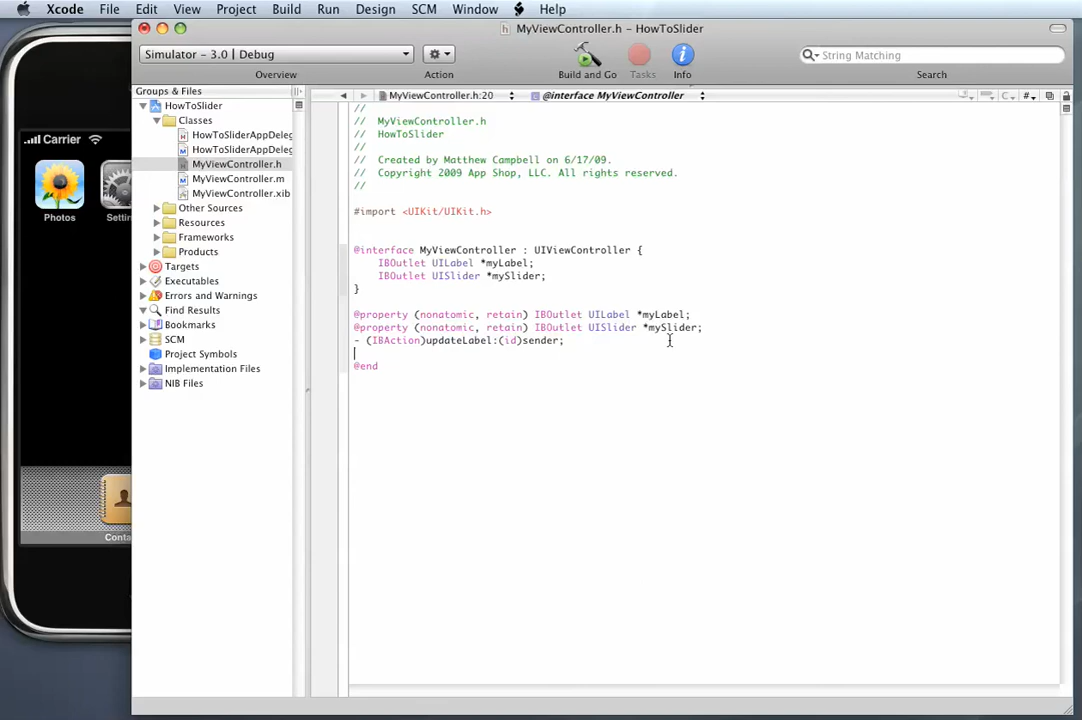 Xcode File Edit View Project Build Run Design SCM Window Help
MyViewController.h – HowToSlider
Simulator - 3.0 | Debug
String Matching
Overview Action Build and Go Tasks Info Search
Groups & Files
MyViewController.h:20 @interface MyViewController
HowToSlider
Classes
HowToSliderAppDeleg
HowToSliderAppDeleg
MyViewController.h
MyViewController.m
MyViewController.xib
Other Sources
Resources
Frameworks
Products
Targets
Executables
Errors and Warnings
Find Results
Bookmarks
SCM
Project Symbols
Implementation Files
NIB Files
//
// MyViewController.h
// HowToSlider
//
// Created by Matthew Campbell on 6/17/09.
// Copyright 2009 App Shop, LLC. All rights reserved.
//
#import <UIKit/UIKit.h>
@interface MyViewController : UIViewController {
IBOutlet UILabel *myLabel;
IBOutlet UISlider *mySlider;
}
@property (nonatomic, retain) IBOutlet UILabel *myLabel;
@property (nonatomic, retain) IBOutlet UISlider *mySlider;
- (IBAction)updateLabel:(id)sender;
@end
Carrier
Photos Settin
Conta